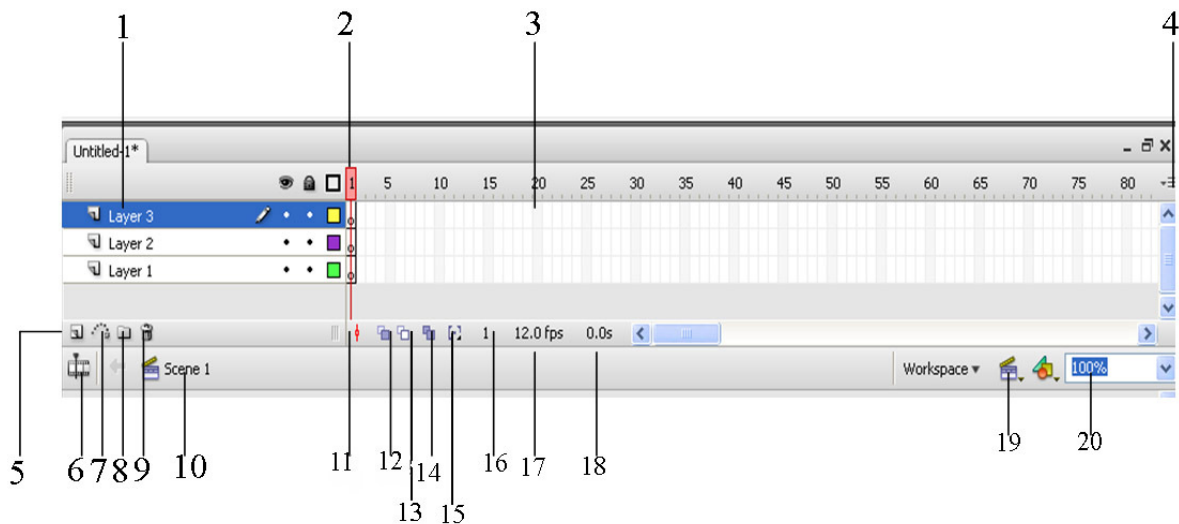 1 2 3 4
Untitled-1*
1 5 10 15 20 25 30 35 40 45 50 55 60 65 70 75 80
Layer 3
Layer 2
Layer 1
1 12.0 fps 0.0s
Scene 1 Workspace 100%
5 6 7 8 9 10 11 12 14 16 17 18 19 20
13 15